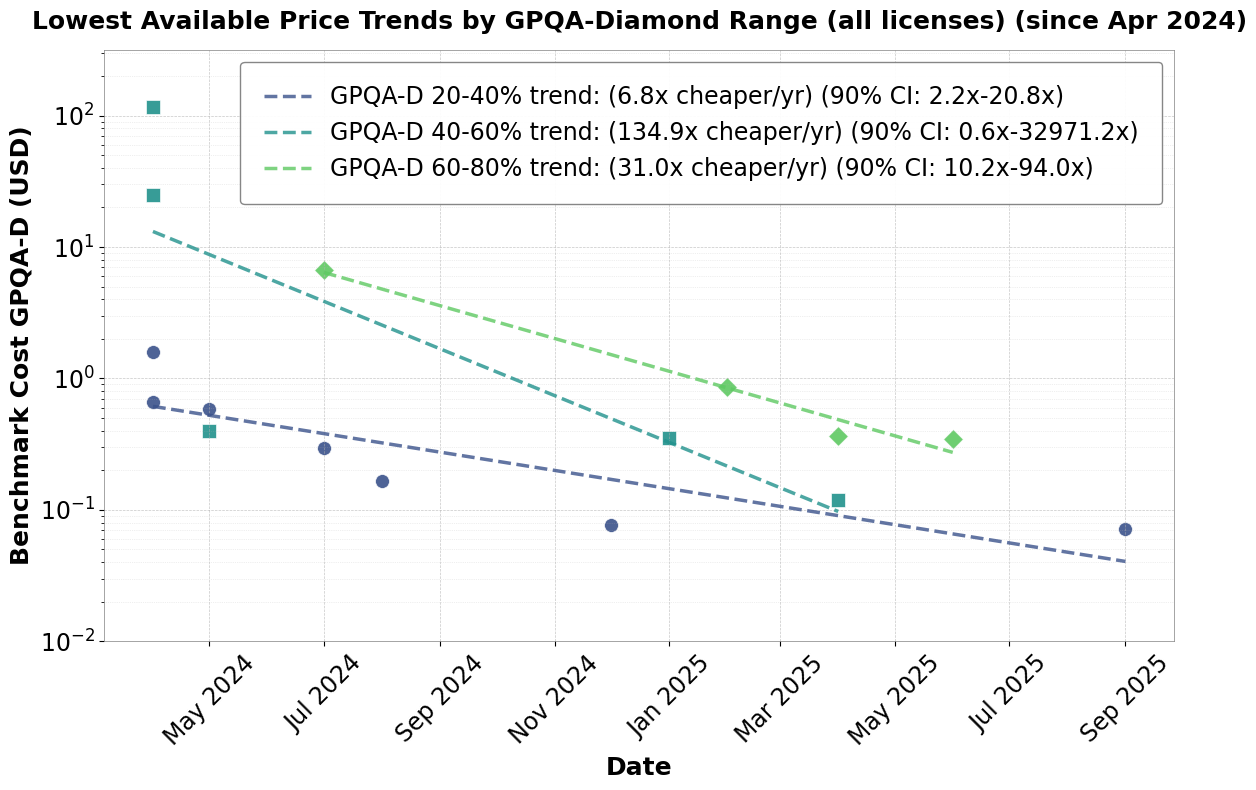 Lowest Available Price Trends by GPQA-Diamond Range (all licenses) (since Apr 2024)
GPQA-D 20-40% trend: (6.8x cheaper/yr) (90% CI: 2.2x-20.8x)
GPQA-D 40-60% trend: (134.9x cheaper/yr) (90% CI: 0.6x-32971.2x)
GPQA-D 60-80% trend: (31.0x cheaper/yr) (90% CI: 10.2x-94.0x)
Benchmark Cost GPQA-D (USD)
10²
10¹
10⁰
10⁻¹
10⁻²
May 2024
Jul 2024
Sep 2024
Nov 2024
Jan 2025
Mar 2025
May 2025
Jul 2025
Sep 2025
Date